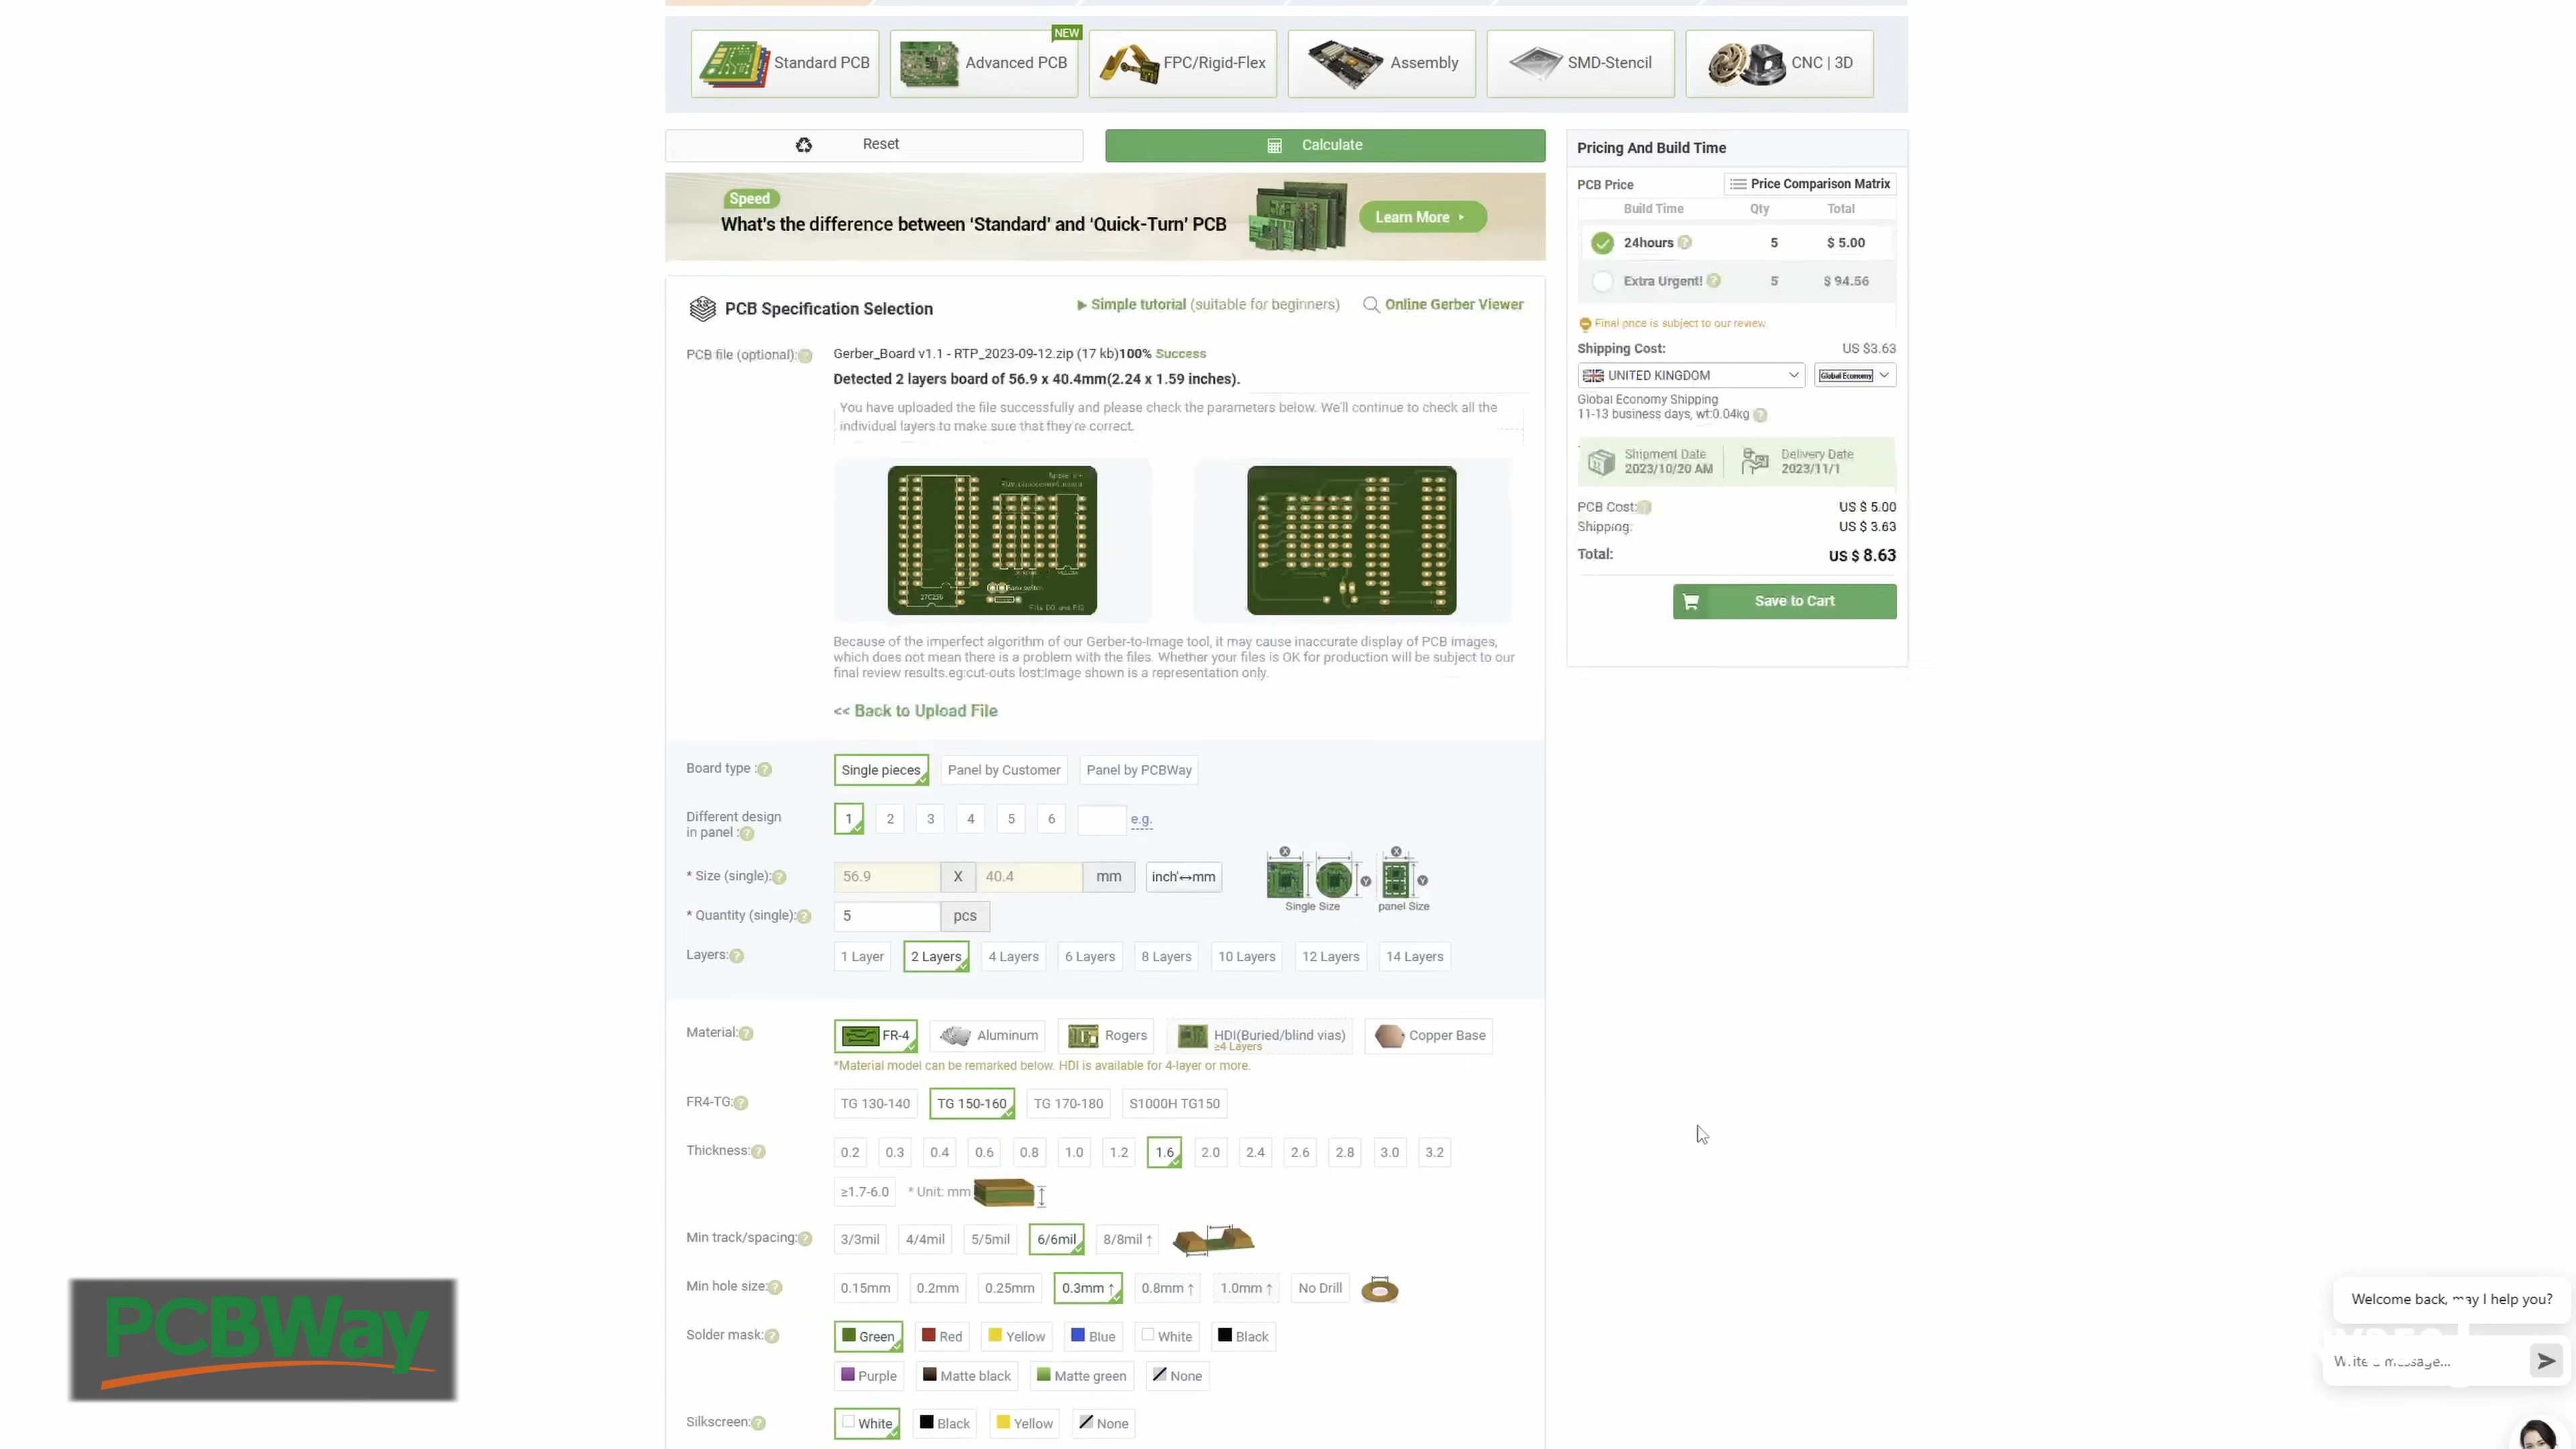 Standard PCB
NEW
Advanced PCB
FPC/Rigid-Flex
Assembly
SMD-Stencil
CNC | 3D
Reset
Calculate
Speed
What's the difference between 'Standard' and 'Quick-Turn' PCB
Learn More
PCB Specification Selection
Simple tutorial (suitable for beginners)
Online Gerber Viewer
PCB file (optional):
Gerber_Board v1.1 - RTP_2023-09-12.zip (17 kb)100% Success
Detected 2 layers board of 56.9 x 40.4mm(2.24 x 1.59 inches).
You have uploaded the file successfully and please check the parameters below. We'll continue to check all the
individual layers to make sure that they're correct.
27C256
Because of the imperfect algorithm of our Gerber-to-Image tool, it may cause inaccurate display of PCB images,
which does not mean there is a problem with the files. Whether your files is OK for production will be subject to our
final review results.eg:cut-outs lost;Image shown is a representation only.
<< Back to Upload File
Board type :
Single pieces
Panel by Customer
Panel by PCBWay
Different design
in panel :
1 2 3 4 5 6 e.g.
* Size (single):
56.9 X 40.4 mm inch'↔mm
X X
Y Y
Single Size panel Size
* Quantity (single):
5 pcs
Layers:
1 Layer 2 Layers 4 Layers 6 Layers 8 Layers 10 Layers 12 Layers 14 Layers
Material:
FR-4 Aluminum Rogers HDI(Buried/blind vias) Copper Base
≥4 Layers
*Material model can be remarked below. HDI is available for 4-layer or more.
FR4-TG:
TG 130-140 TG 150-160 TG 170-180 S1000H TG150
Thickness:
0.2 0.3 0.4 0.6 0.8 1.0 1.2 1.6 2.0 2.4 2.6 2.8 3.0 3.2
≥1.7-6.0 * Unit: mm
Min track/spacing:
3/3mil 4/4mil 5/5mil 6/6mil 8/8mil ↑
Min hole size:
0.15mm 0.2mm 0.25mm 0.3mm ↑ 0.8mm ↑ 1.0mm ↑ No Drill
Solder mask:
Green Red Yellow Blue White Black
Purple Matte black Matte green None
Silkscreen:
White Black Yellow None
Pricing And Build Time
PCB Price
Price Comparison Matrix
Build Time Qty Total
24hours 5 $ 5.00
Extra Urgent! 5 $ 94.56
Final price is subject to our review
Shipping Cost: US $3.63
UNITED KINGDOM
Global Economy
Global Economy Shipping
11-13 business days, wt:0.04kg
Shipment Date
2023/10/20 AM
Delivery Date
2023/11/1
PCB Cost: US $ 5.00
Shipping: US $ 3.63
Total: US $ 8.63
Save to Cart
PCBWay
Welcome back, may I help you?
Write a message...